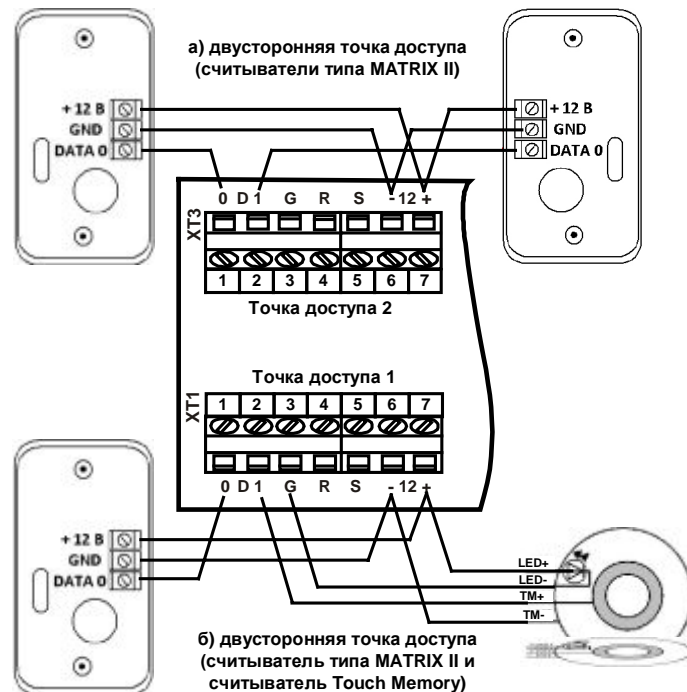 а) двусторонняя точка доступа
(считыватели типа MATRIX II)
+ 12 В
GND
DATA 0
+ 12 В
GND
DATA 0
0 D 1 G R S - 12 +
XT3
1 2 3 4 5 6 7
Точка доступа 2
Точка доступа 1
XT1
1 2 3 4 5 6 7
0 D 1 G R S - 12 +
+ 12 В
GND
DATA 0
LED+
LED-
TM+
TM-
б) двусторонняя точка доступа
(считыватель типа MATRIX II и
считыватель Touch Memory)